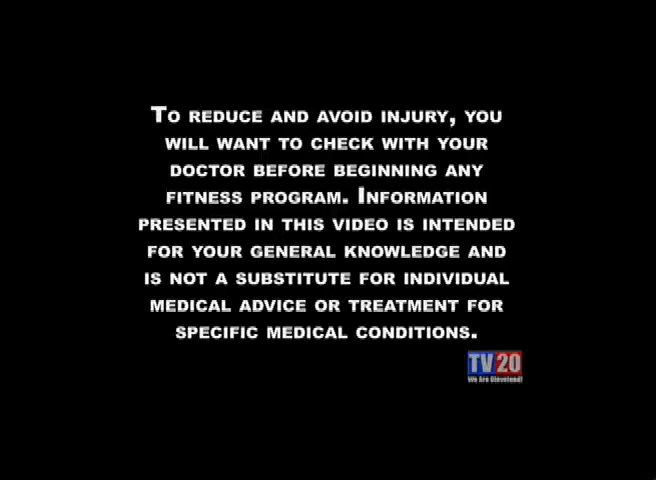 To reduce and avoid injury, you
will want to check with your
doctor before beginning any
fitness program. Information
presented in this video is intended
for your general knowledge and
is not a substitute for individual
medical advice or treatment for
specific medical conditions.
TV20
We Are Cleveland!